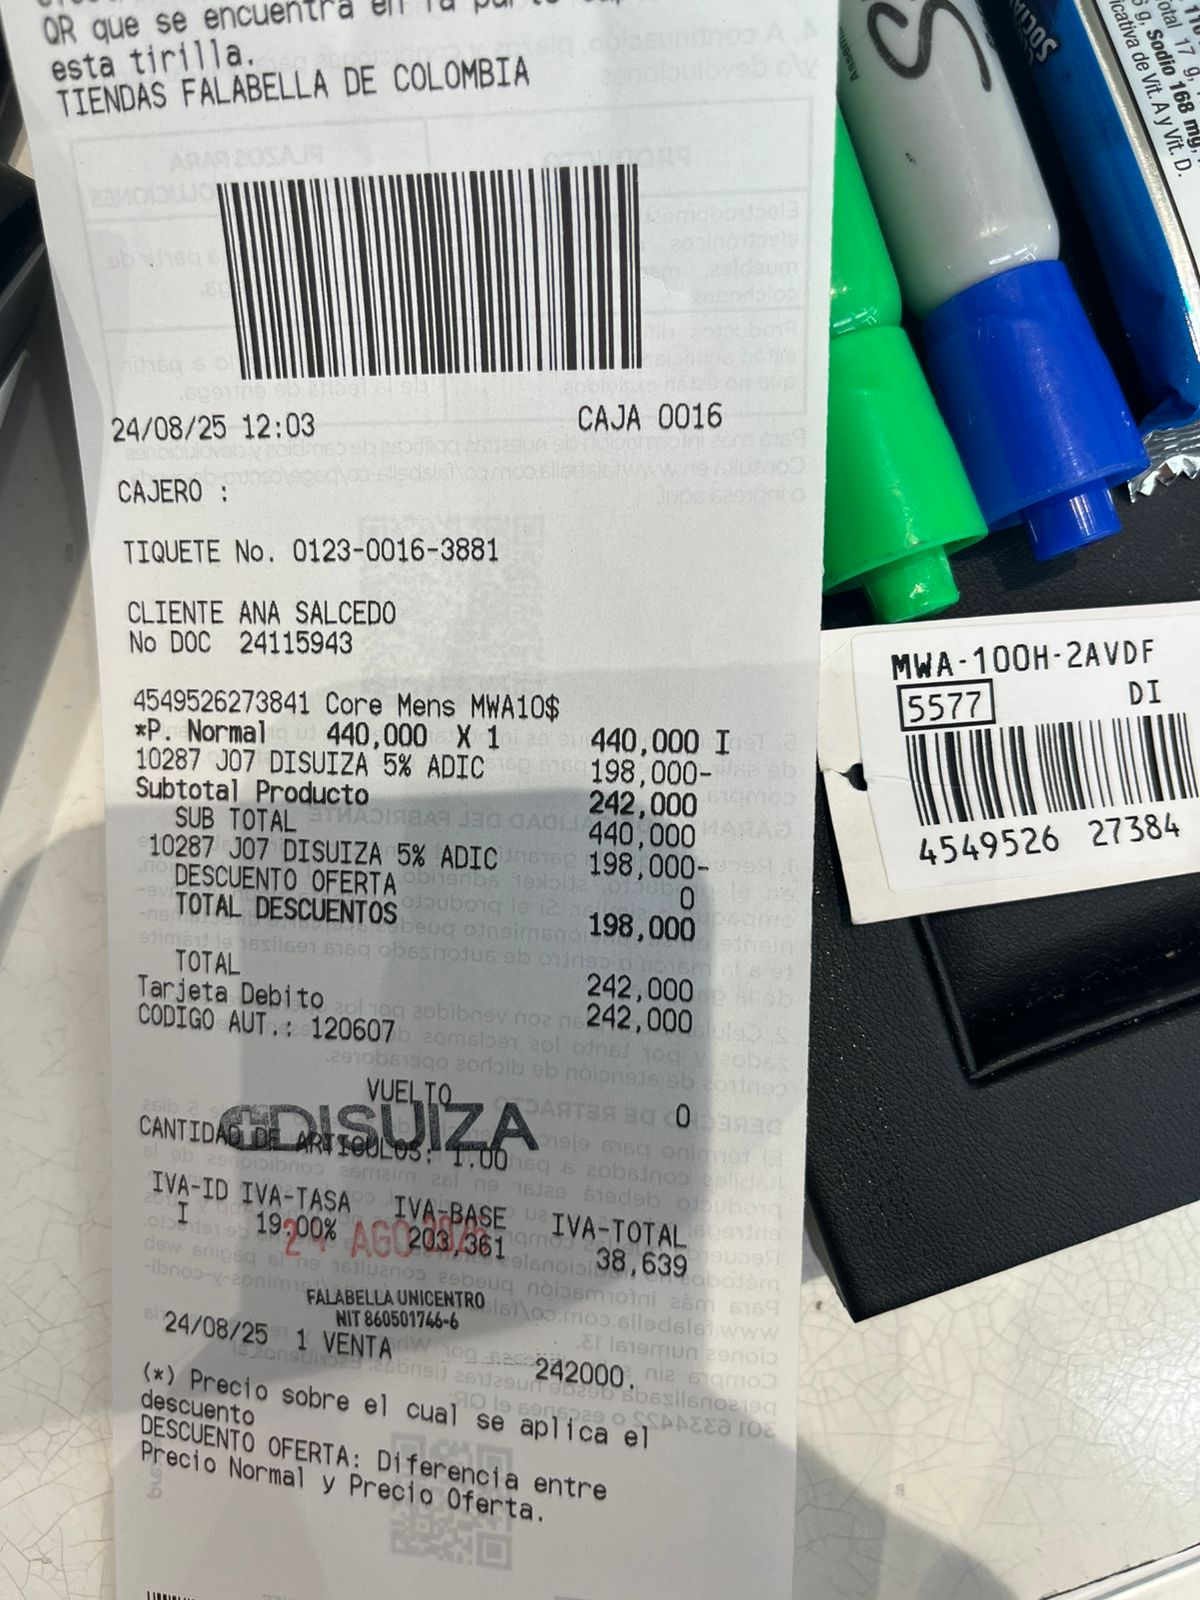 QR que se encuentra en la
esta tirilla.
TIENDAS FALABELLA DE COLOMBIA
24/08/25 12:03 CAJA 0016
CAJERO :
TIQUETE No. 0123-0016-3881
CLIENTE ANA SALCEDO
No DOC 24115943
4549526273841 Core Mens MWA10$
*P. Normal 440,000 X 1 440,000 I
10287 J07 DISUIZA 5% ADIC 198,000-
Subtotal Producto 242,000
SUB TOTAL 440,000
10287 J07 DISUIZA 5% ADIC 198,000-
DESCUENTO OFERTA 0
TOTAL DESCUENTOS 198,000
TOTAL 242,000
Tarjeta Debito 242,000
CODIGO AUT.: 120607
VUELTO 0
DISUIZA
CANTIDAD DE ARTICULOS: 1.00
IVA-ID IVA-TASA IVA-BASE IVA-TOTAL
I 19.00% 203,361 38,639
24 AGO 2025
FALABELLA UNICENTRO
NIT 860501746-6
24/08/25 1 VENTA 242000.
(*) Precio sobre el cual se aplica el
descuento
DESCUENTO OFERTA: Diferencia entre
Precio Normal y Precio Oferta.
MWA-100H-2AVDF
5577 DI
4549526 27384
S
SOCIAL
17 g,
Sodio 168 mg,
icativa de Vit. A y Vit. D.